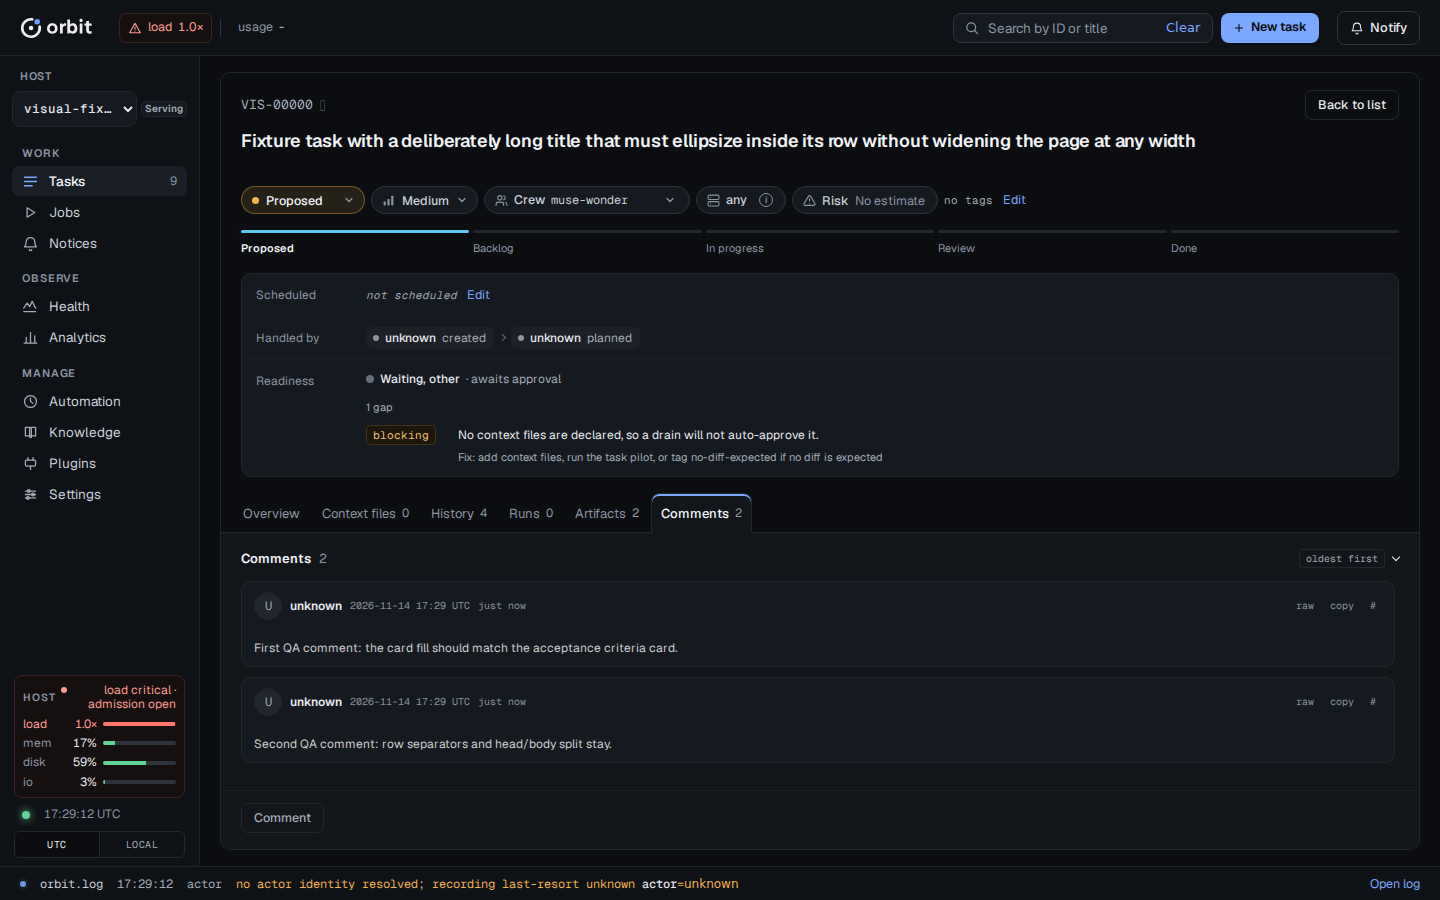 orbit
load 1.0×
usage –
Search by ID or title
Clear
+ New task
Notify
HOST
visual-fix…
Serving
WORK
Tasks 9
Jobs
Notices
OBSERVE
Health
Analytics
MANAGE
Automation
Knowledge
Plugins
Settings
HOST
load critical ·
admission open
load 1.0×
mem 17%
disk 59%
io 3%
17:29:12 UTC
UTC LOCAL
VIS-00000
Back to list
Fixture task with a deliberately long title that must ellipsize inside its row without widening the page at any width
Proposed
Medium
Crew muse-wonder
any
Risk No estimate
no tags Edit
Proposed Backlog In progress Review Done
Scheduled not scheduled Edit
Handled by unknown created › unknown planned
Readiness Waiting, other · awaits approval
1 gap
blocking No context files are declared, so a drain will not auto-approve it.
Fix: add context files, run the task pilot, or tag no-diff-expected if no diff is expected
Overview Context files 0 History 4 Runs 0 Artifacts 2 Comments 2
Comments 2
oldest first
U unknown 2026-11-14 17:29 UTC just now raw copy #
First QA comment: the card fill should match the acceptance criteria card.
U unknown 2026-11-14 17:29 UTC just now raw copy #
Second QA comment: row separators and head/body split stay.
Comment
orbit.log 17:29:12 actor no actor identity resolved; recording last-resort unknown actor=unknown
Open log